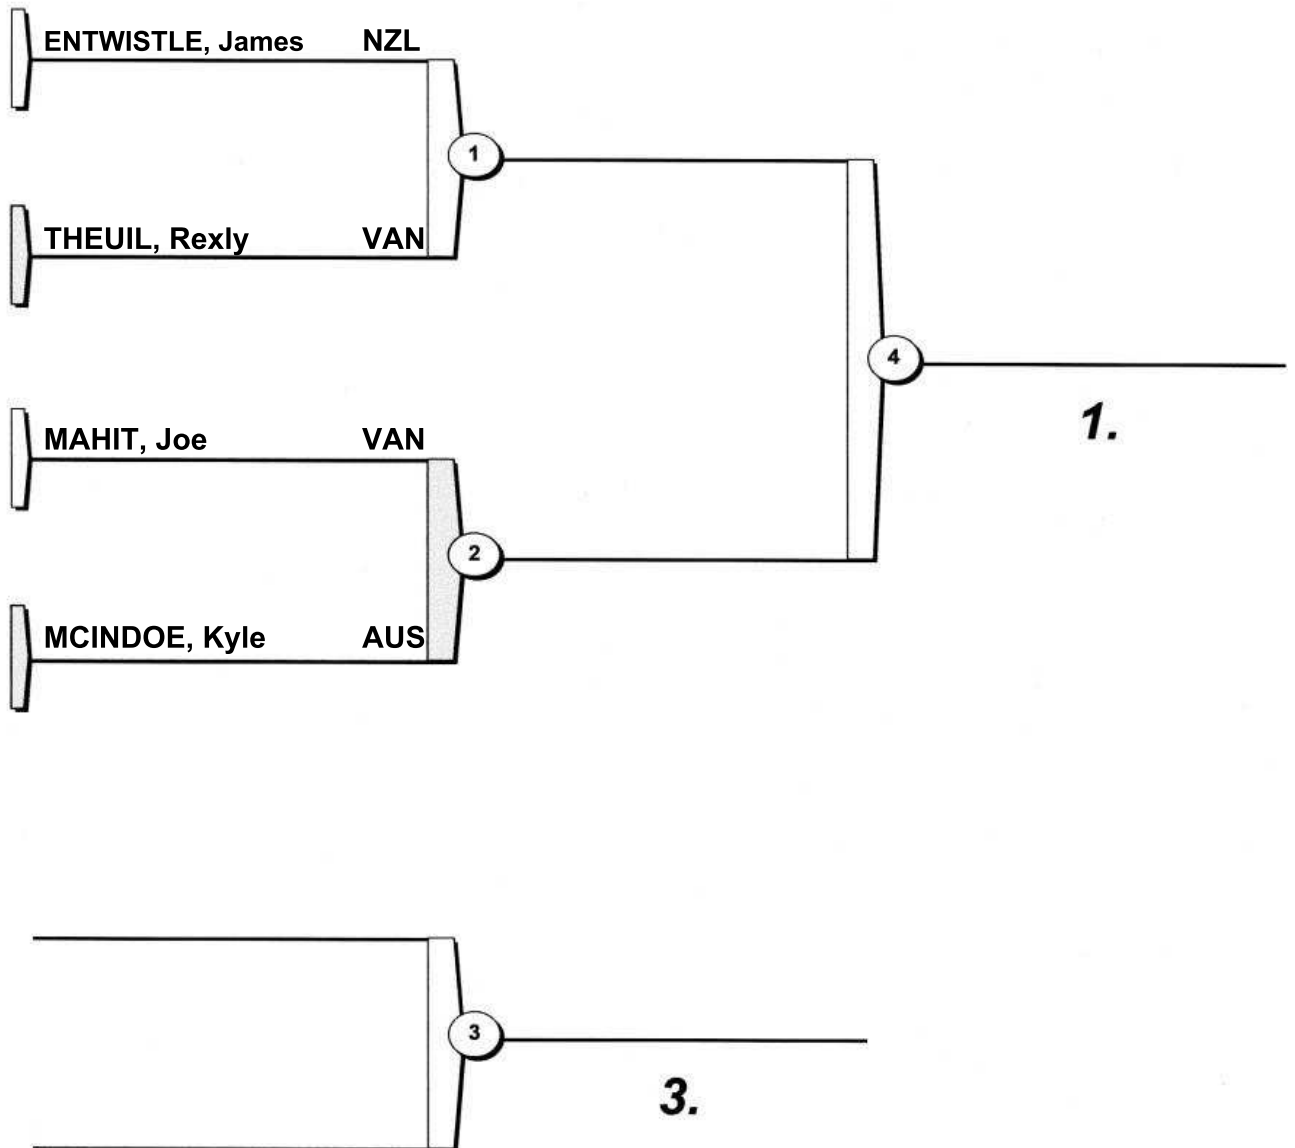 ENTWISTLE, James NZL
1
THEUIL, Rexly VAN
4
1.
MAHIT, Joe VAN
2
MCINDOE, Kyle AUS
3
3.